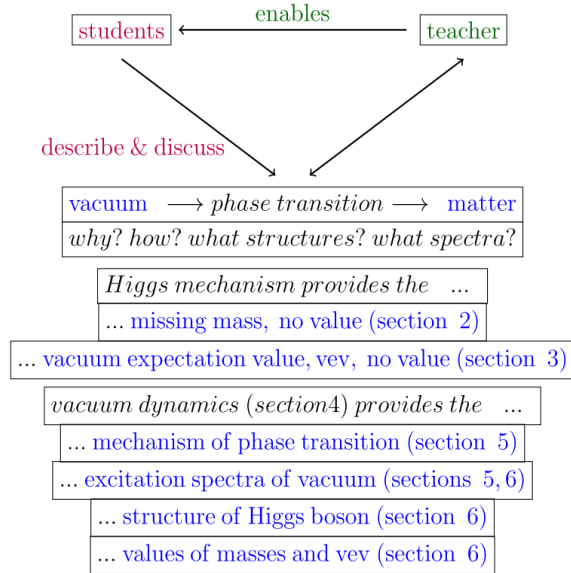 enables
students
teacher
describe & discuss
vacuum ⟶ phase transition ⟶ matter
why? how? what structures? what spectra?
Higgs mechanism provides the ...
... missing mass, no value (section 2)
... vacuum expectation value, vev, no value (section 3)
vacuum dynamics (section4) provides the ...
... mechanism of phase transition (section 5)
... excitation spectra of vacuum (sections 5, 6)
... structure of Higgs boson (section 6)
... values of masses and vev (section 6)